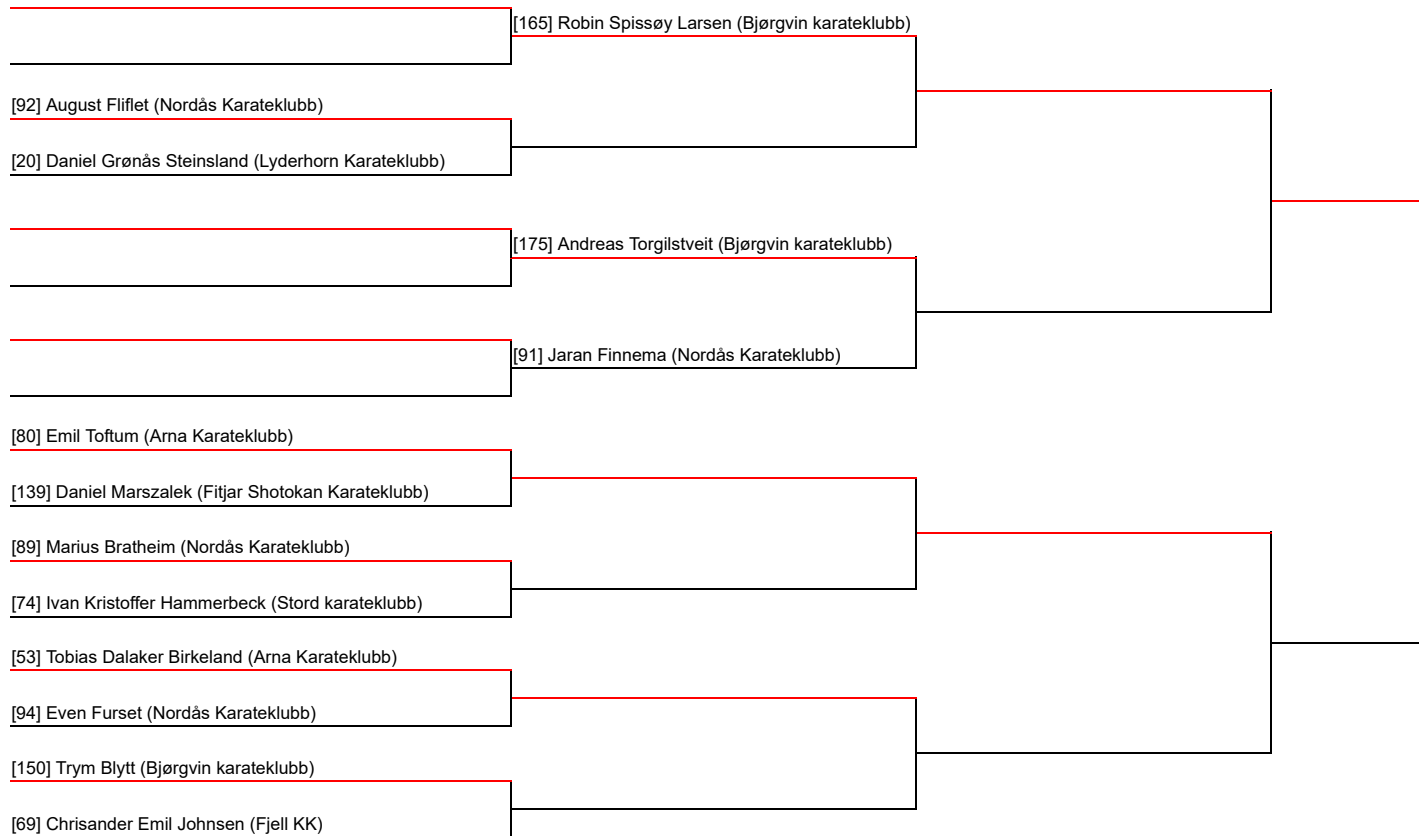 [165] Robin Spissøy Larsen (Bjørgvin karateklubb)
[92] August Fliflet (Nordås Karateklubb)
[20] Daniel Grønås Steinsland (Lyderhorn Karateklubb)
[175] Andreas Torgilstveit (Bjørgvin karateklubb)
[91] Jaran Finnema (Nordås Karateklubb)
[80] Emil Toftum (Arna Karateklubb)
[139] Daniel Marszalek (Fitjar Shotokan Karateklubb)
[89] Marius Bratheim (Nordås Karateklubb)
[74] Ivan Kristoffer Hammerbeck (Stord karateklubb)
[53] Tobias Dalaker Birkeland (Arna Karateklubb)
[94] Even Furset (Nordås Karateklubb)
[150] Trym Blytt (Bjørgvin karateklubb)
[69] Chrisander Emil Johnsen (Fjell KK)